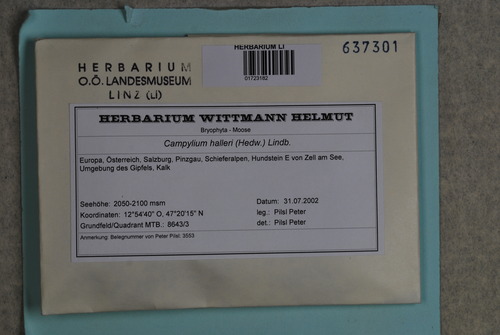 HERBARIUM LI
01723182
637301
HERBARIUM
O.Ö. LANDESMUSEUM
LINZ (LI)
HERBARIUM WITTMANN HELMUT
Bryophyta - Moose
Campylium halleri (Hedw.) Lindb.
Europa, Österreich, Salzburg, Pinzgau, Schieferalpen, Hundstein E von Zell am See,
Umgebung des Gipfels, Kalk
Seehöhe: 2050-2100 msm
Datum: 31.07.2002
Koordinaten: 12°54'40" O, 47°20'15" N
leg.: Pilsl Peter
Grundfeld/Quadrant MTB.: 8643/3
det.: Pilsl Peter
Anmerkung: Belegnummer von Peter Pilsl: 3553